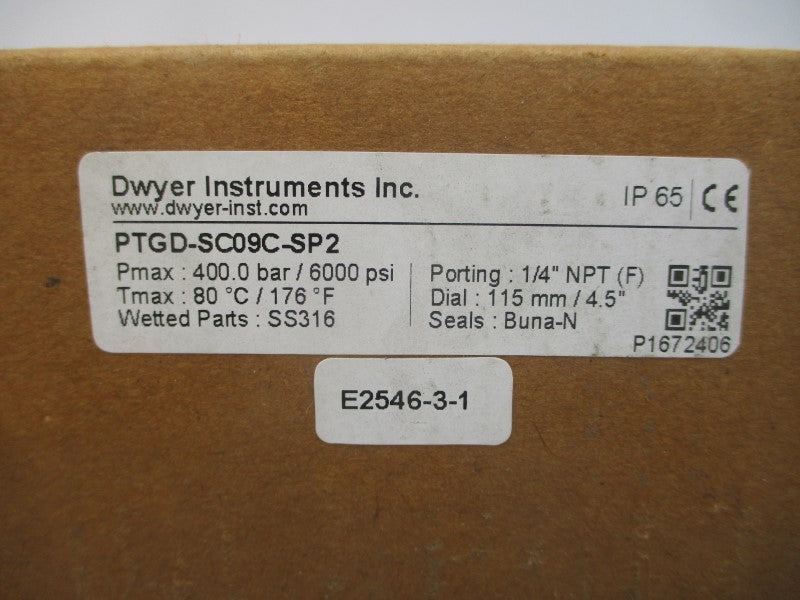 Dwyer Instruments Inc.
www.dwyer-inst.com
IP 65 | CE
PTGD-SC09C-SP2
Pmax : 400.0 bar / 6000 psi
Tmax : 80 °C / 176 °F
Wetted Parts : SS316
Porting : 1/4" NPT (F)
Dial : 115 mm / 4.5"
Seals : Buna-N
P1672406
E2546-3-1